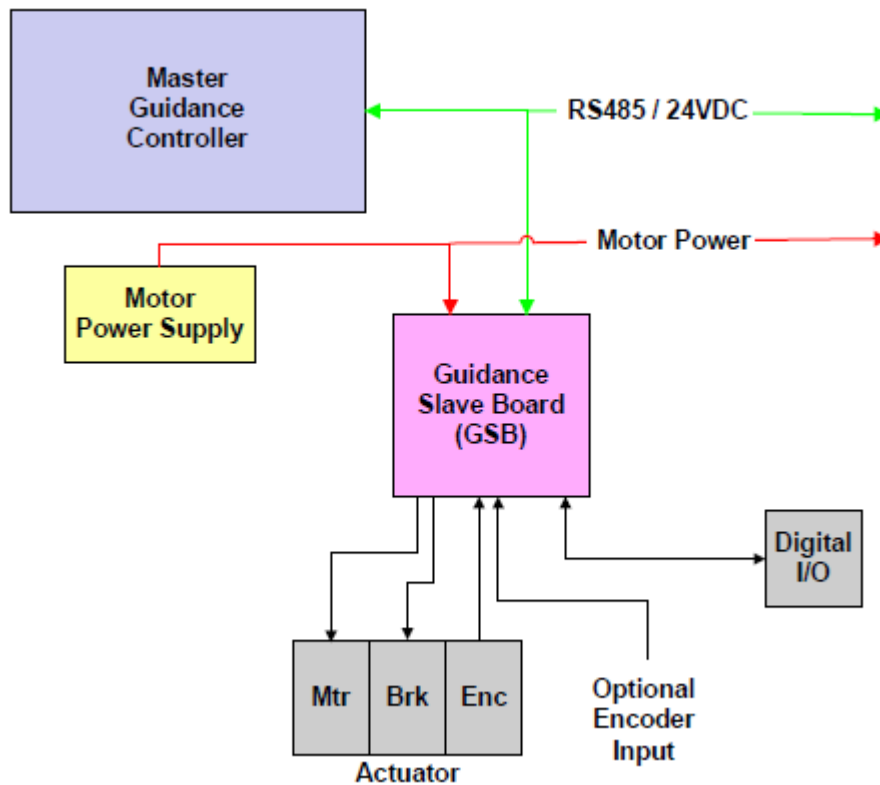 Master
Guidance
Controller
RS485 / 24VDC
Motor Power
Motor
Power Supply
Guidance
Slave Board
(GSB)
Digital
I/O
Mtr
Brk
Enc
Optional
Encoder
Input
Actuator